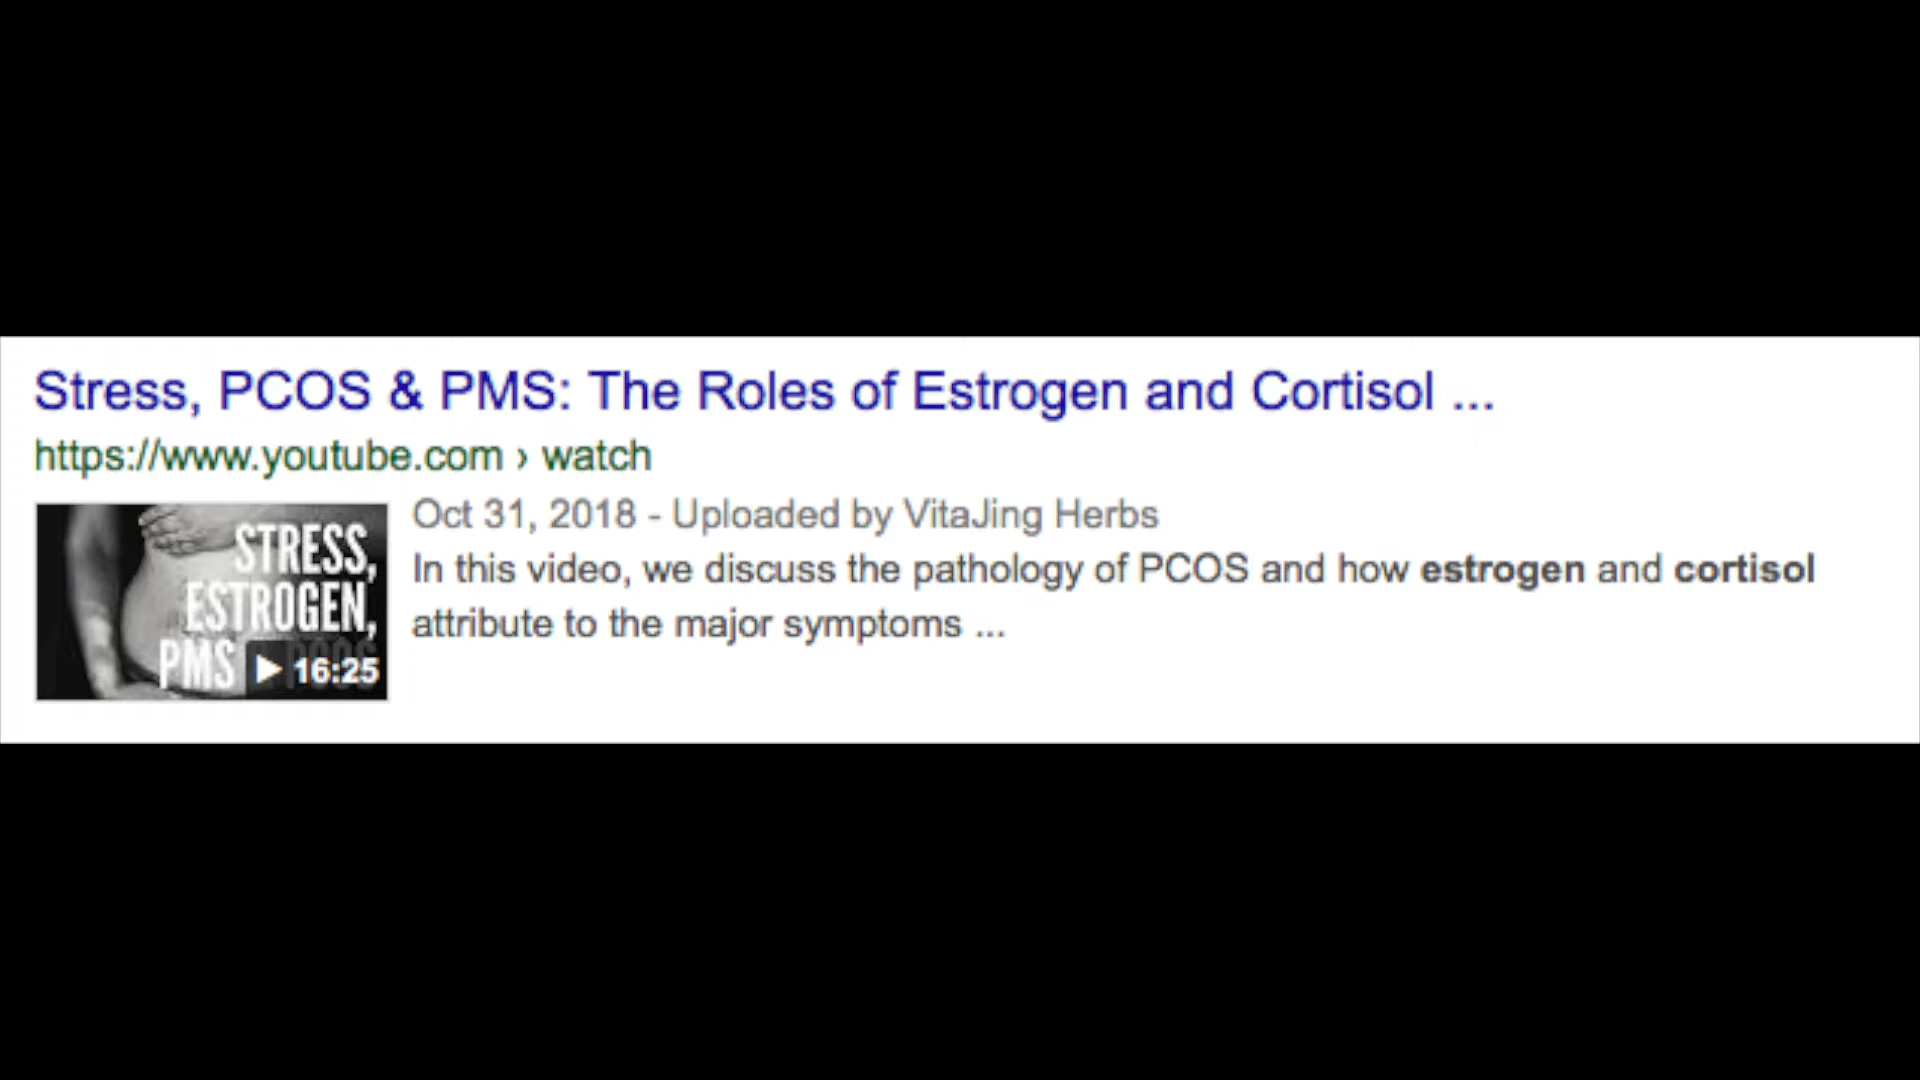 Stress, PCOS & PMS: The Roles of Estrogen and Cortisol ...
https://www.youtube.com › watch
STRESS,
ESTROGEN,
PMS
PCOS
16:25
Oct 31, 2018 - Uploaded by VitaJing Herbs
In this video, we discuss the pathology of PCOS and how estrogen and cortisol
attribute to the major symptoms ...